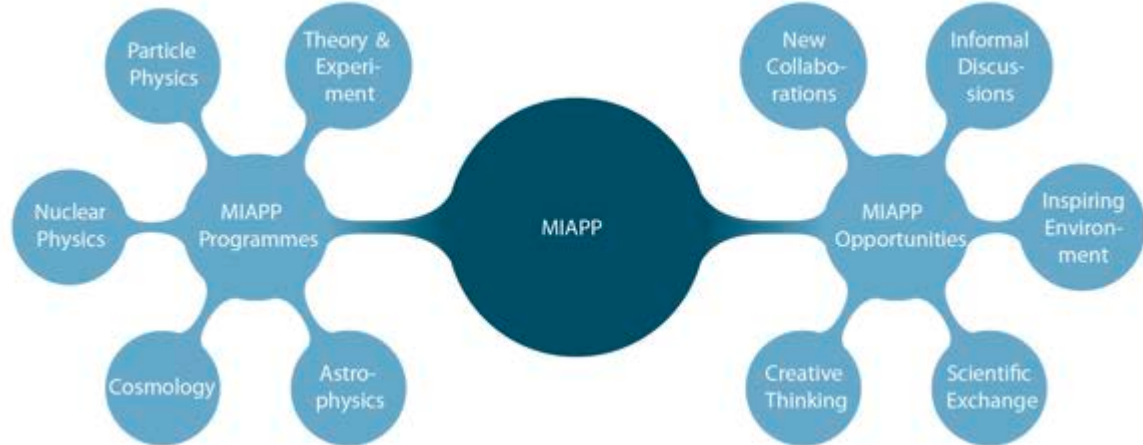 Particle
Physics
Theory &
Experi-
ment
Nuclear
Physics
MIAPP
Programmes
Cosmology
Astro-
physics
MIAPP
New
Collabo-
rations
Informal
Discus-
sions
MIAPP
Opportunities
Inspiring
Environ-
ment
Creative
Thinking
Scientific
Exchange